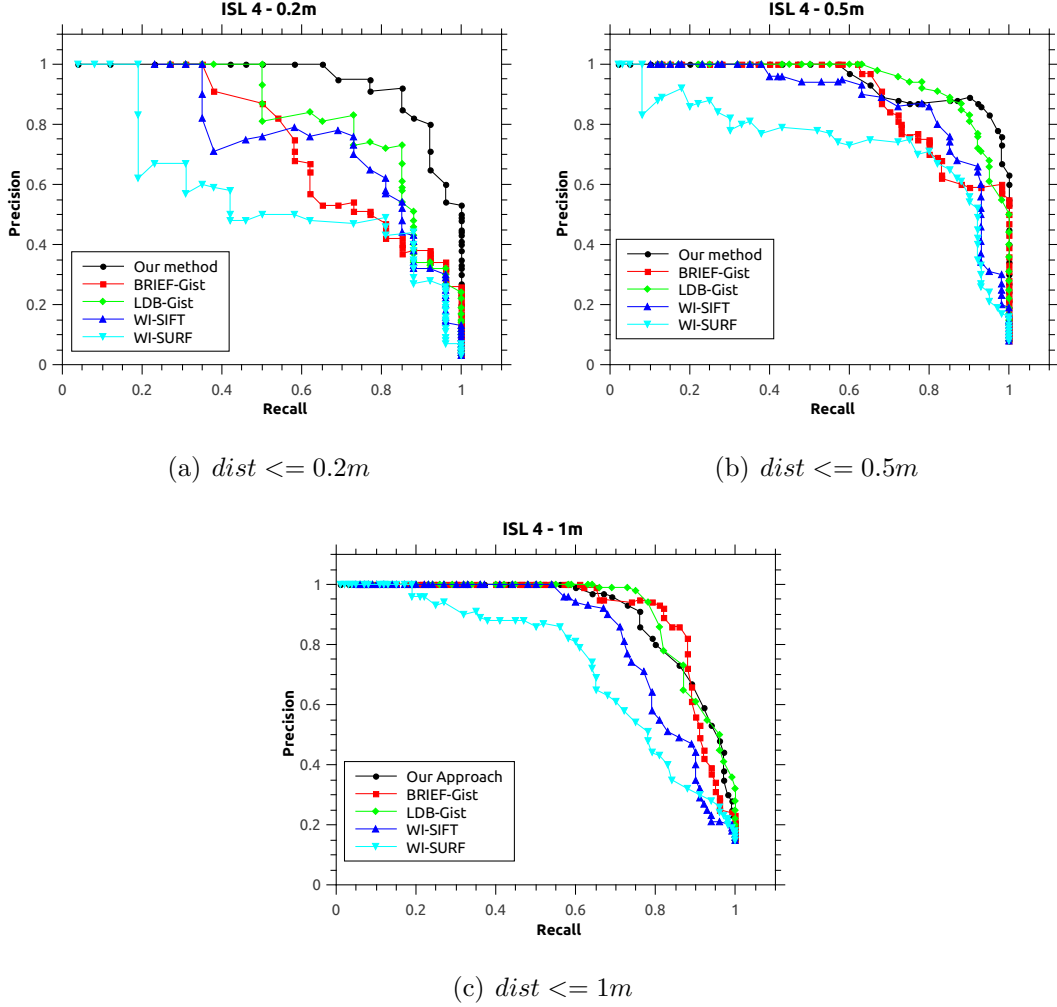 ISL 4 - 0.2m
Precision
1
0.8
0.6
0.4
0.2
0
Our method
BRIEF-Gist
LDB-Gist
WI-SIFT
WI-SURF
0 0.2 0.4 0.6 0.8 1
Recall
(a) dist <= 0.2m
ISL 4 - 0.5m
Precision
1
0.8
0.6
0.4
0.2
0
Our method
BRIEF-Gist
LDB-Gist
WI-SIFT
WI-SURF
0 0.2 0.4 0.6 0.8 1
Recall
(b) dist <= 0.5m
ISL 4 - 1m
Precision
1
0.8
0.6
0.4
0.2
0
Our Approach
BRIEF-Gist
LDB-Gist
WI-SIFT
WI-SURF
0 0.2 0.4 0.6 0.8 1
Recall
(c) dist <= 1m